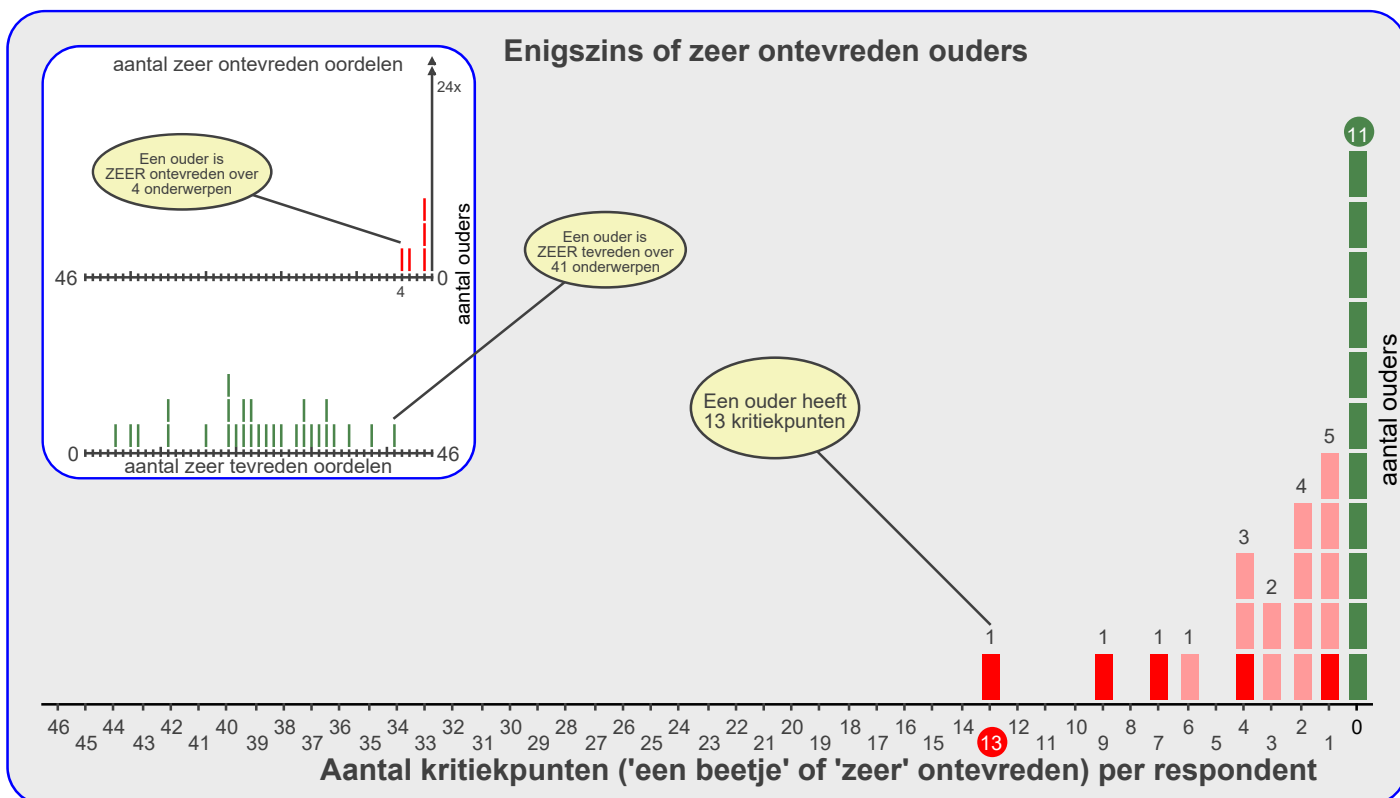 Enigszins of zeer ontevreden ouders
aantal zeer ontevreden oordelen
24x
Een ouder is
ZEER ontevreden over
4 onderwerpen
aantal ouders
46
4
0
Een ouder is
ZEER tevreden over
41 onderwerpen
0
46
aantal zeer tevreden oordelen
Een ouder heeft
13 kritiekpunten
11
aantal ouders
1
1
1
1
3
2
4
5
46 44 42 40 38 36 34 32 30 28 26 24 22 20 18 16 14 12 10 8 6 4 2 0
45 43 41 39 37 35 33 31 29 27 25 23 21 19 17 15 13 11 9 7 5 3 1
Aantal kritiekpunten ('een beetje' of 'zeer' ontevreden) per respondent